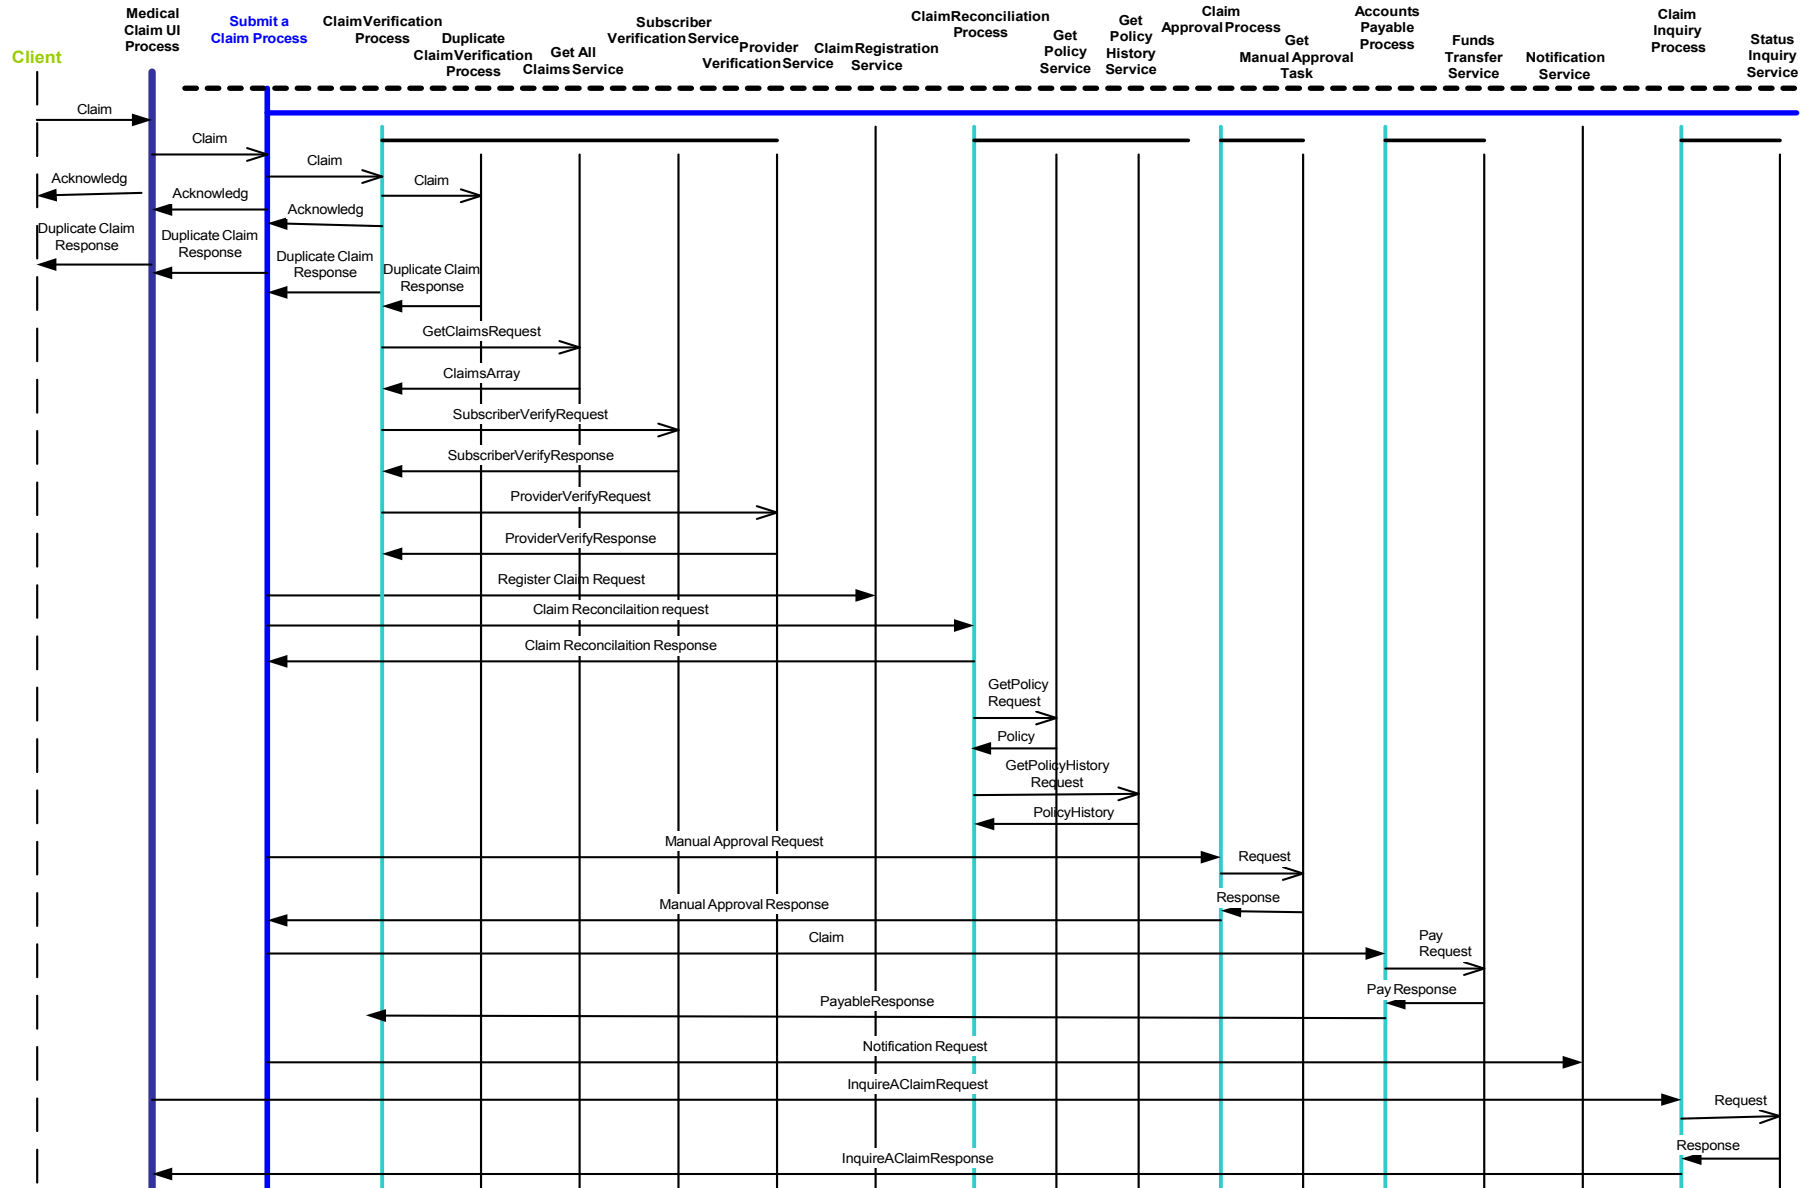 Client
Medical
Claim UI
Process
Submit a
Claim Process
ClaimVerification
Process
Duplicate
ClaimVerification
Process
Get All
Claims Service
Subscriber
Verification Service
Provider
Verification Service
Claim Registration
Service
ClaimReconciliation
Process
Get
Policy
Service
Get
Policy
History
Service
Claim
Approval Process
Get
Manual Approval
Task
Accounts
Payable
Process
Funds
Transfer
Service
Notification
Service
Claim
Inquiry
Process
Status
Inquiry
Service
Claim
Claim
Claim
Claim
Acknowledg
Acknowledg
Acknowledg
Duplicate Claim
Response
Duplicate Claim
Response
Duplicate Claim
Response
Duplicate Claim
Response
GetClaimsRequest
ClaimsArray
SubscriberVerifyRequest
SubscriberVerifyResponse
ProviderVerifyRequest
ProviderVerifyResponse
Register Claim Request
Claim Reconcilaition request
Claim Reconcilaition Response
GetPolicy
Request
Policy
GetPolicyHistory
Request
PolicyHistory
Manual Approval Request
Request
Response
Manual Approval Response
Claim
Pay
Request
Pay Response
PayableResponse
Notification Request
InquireAClaimRequest
Request
Response
InquireAClaimResponse